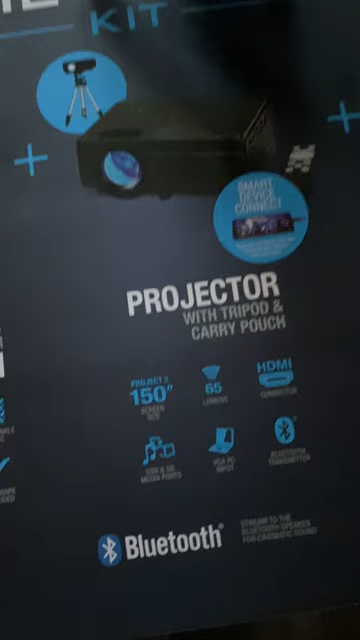 KIT
SMART
DEVICE
CONNECT
PROJECTOR
WITH TRIPOD &
CARRY POUCH
150"
SCREEN
SIZE
65
LUMENS
HDMI
CONNECTOR
USB & SD
MEDIA PORTS
VGA PC
INPUT
BLUETOOTH
TRANSMITTER
Bluetooth®
STREAM TO THE
BLUETOOTH SPEAKER
FOR CINEMATIC SOUND